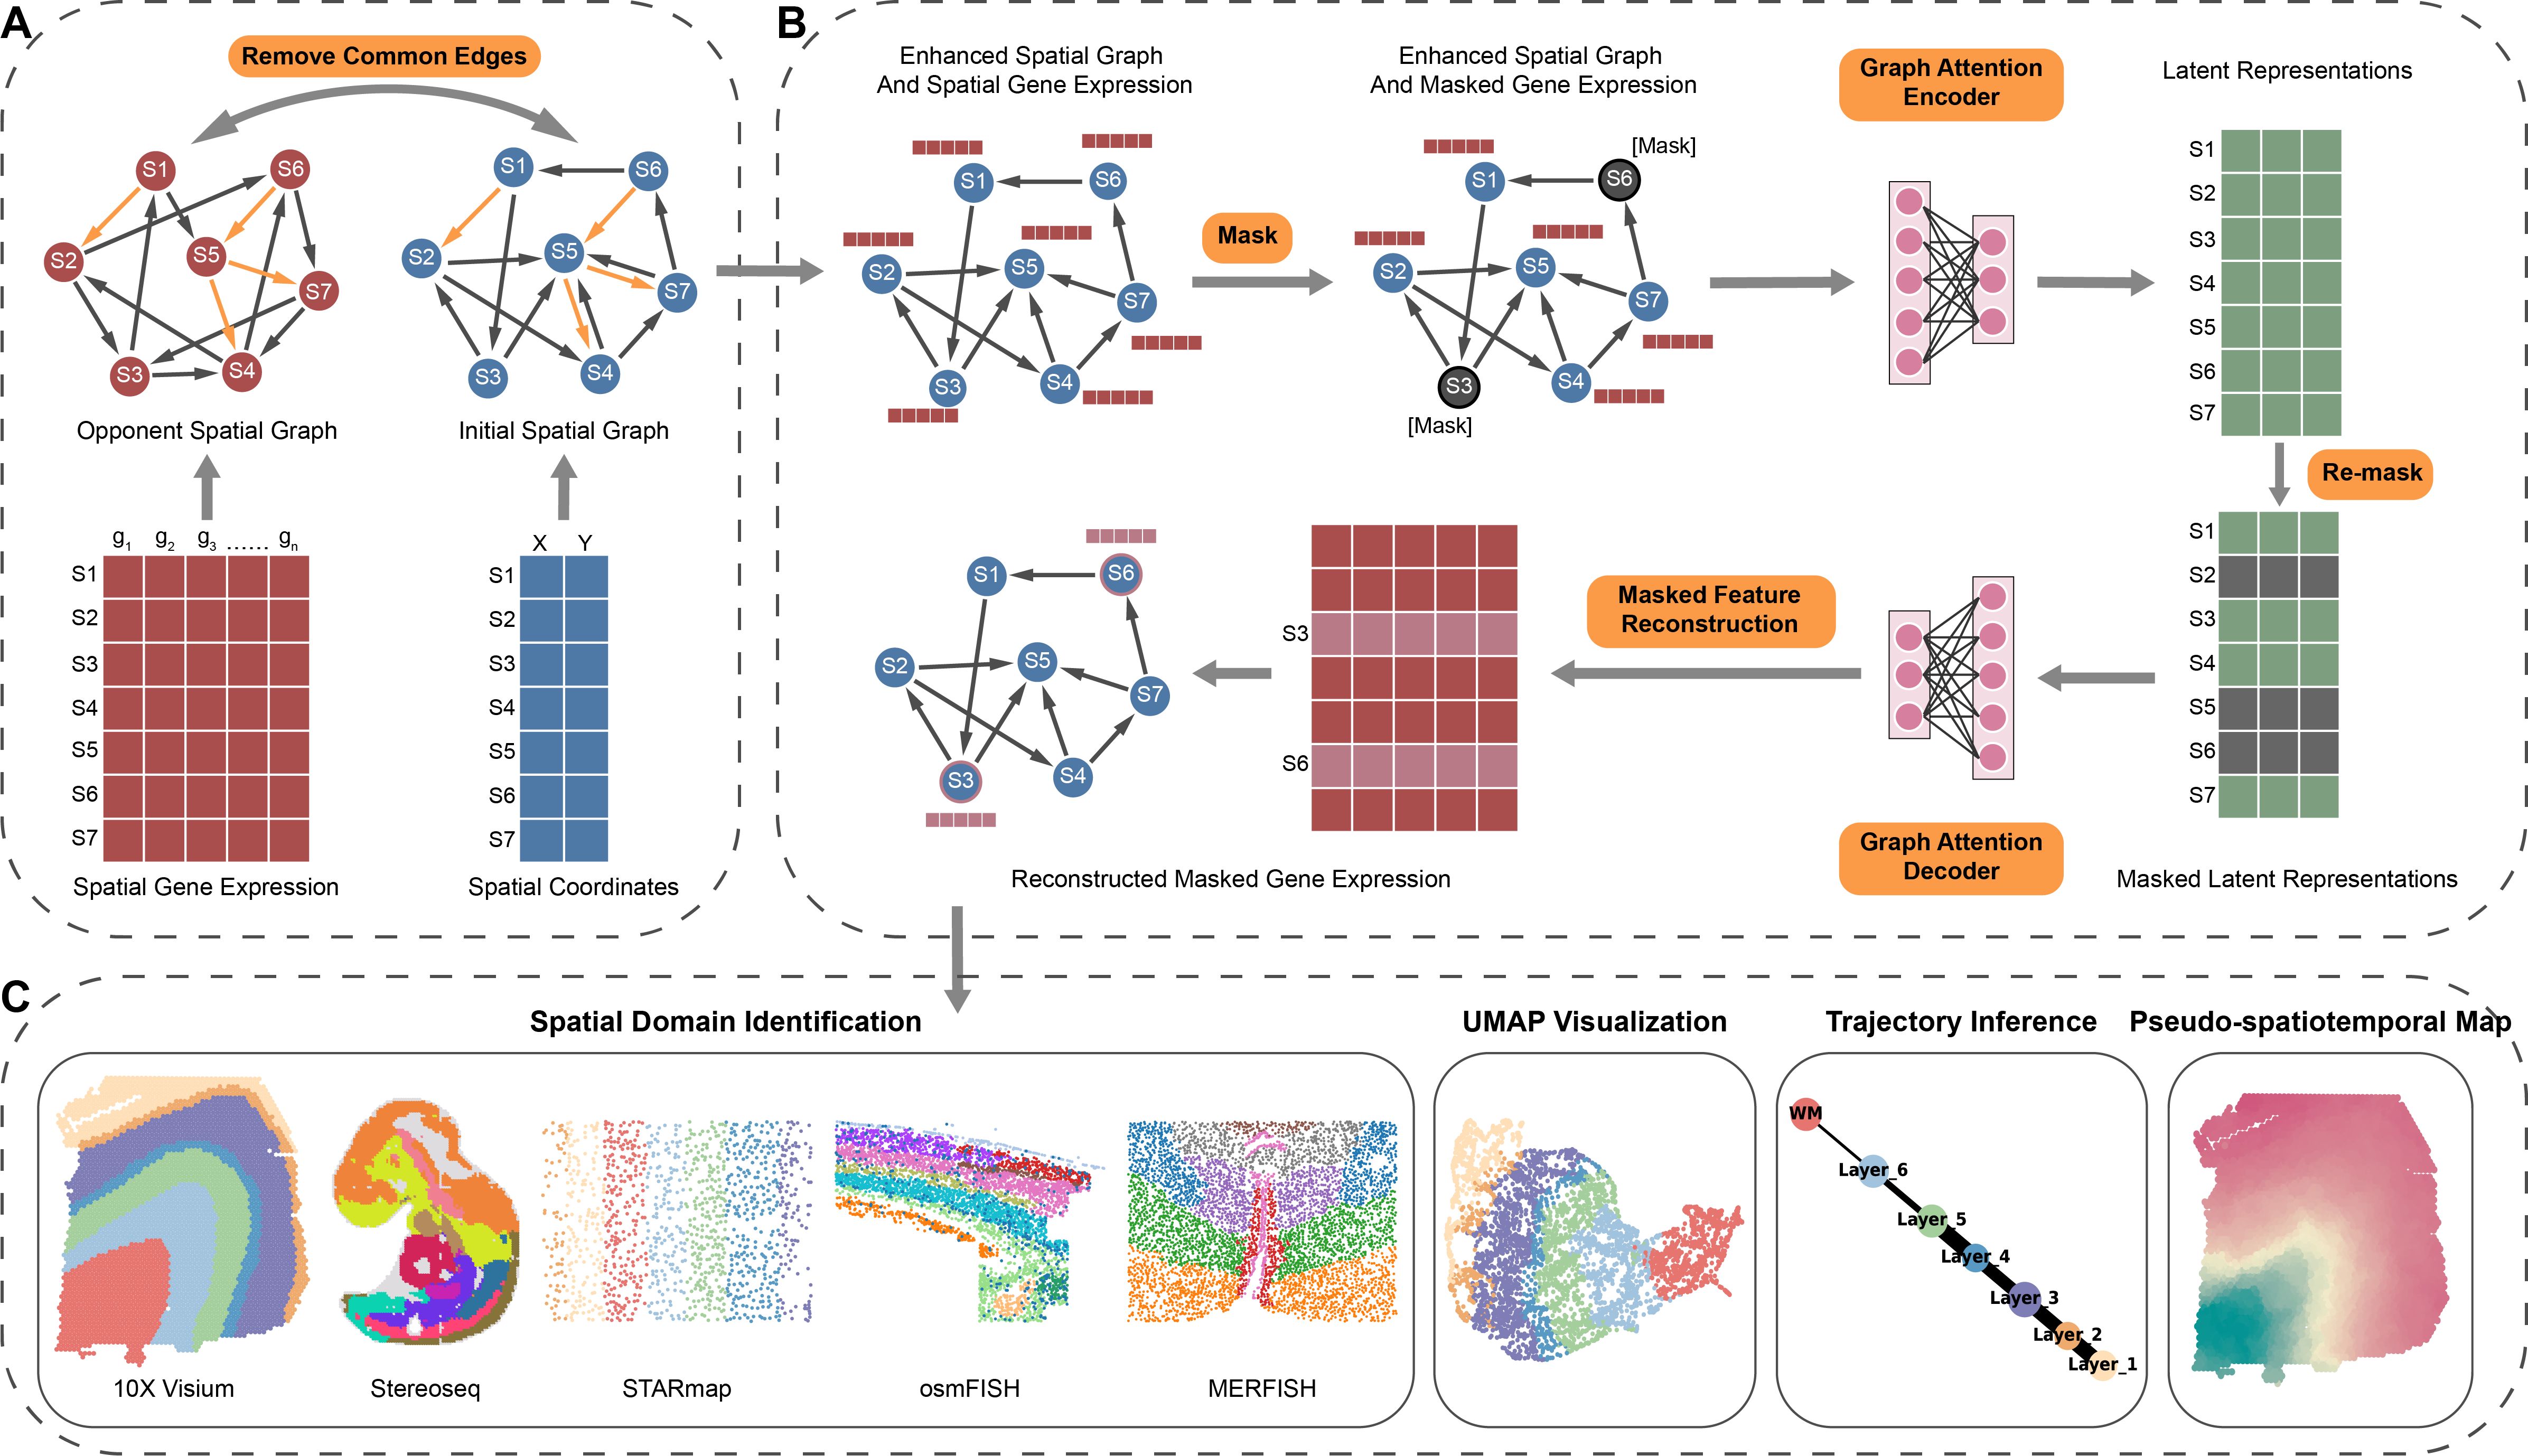 A
Remove Common Edges
S1
S6
S2
S5
S7
S3
S4
Opponent Spatial Graph
S1
S6
S2
S5
S7
S3
S4
Initial Spatial Graph
g1 g2 g3 ...... gn
S1
S2
S3
S4
S5
S6
S7
Spatial Gene Expression
X Y
S1
S2
S3
S4
S5
S6
S7
Spatial Coordinates
B
Enhanced Spatial Graph
And Spatial Gene Expression
S1
S6
S2
S5
S7
S3
S4
Mask
Enhanced Spatial Graph
And Masked Gene Expression
[Mask]
S1
S6
S2
S5
S7
S3
S4
[Mask]
Graph Attention
Encoder
Latent Representations
S1
S2
S3
S4
S5
S6
S7
Re-mask
S1
S2
S3
S4
S5
S6
S7
Masked Latent Representations
Graph Attention
Decoder
Masked Feature
Reconstruction
S3
S6
S1
S6
S2
S5
S7
S3
S4
Reconstructed Masked Gene Expression
C
Spatial Domain Identification
10X Visium
Stereoseq
STARmap
osmFISH
MERFISH
UMAP Visualization
Trajectory Inference
WM
Layer_6
Layer_5
Layer_4
Layer_3
Layer_2
Layer_1
Pseudo-spatiotemporal Map